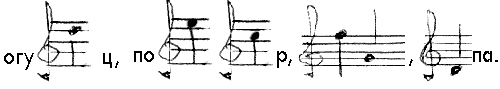 огу ц, по р, , па.